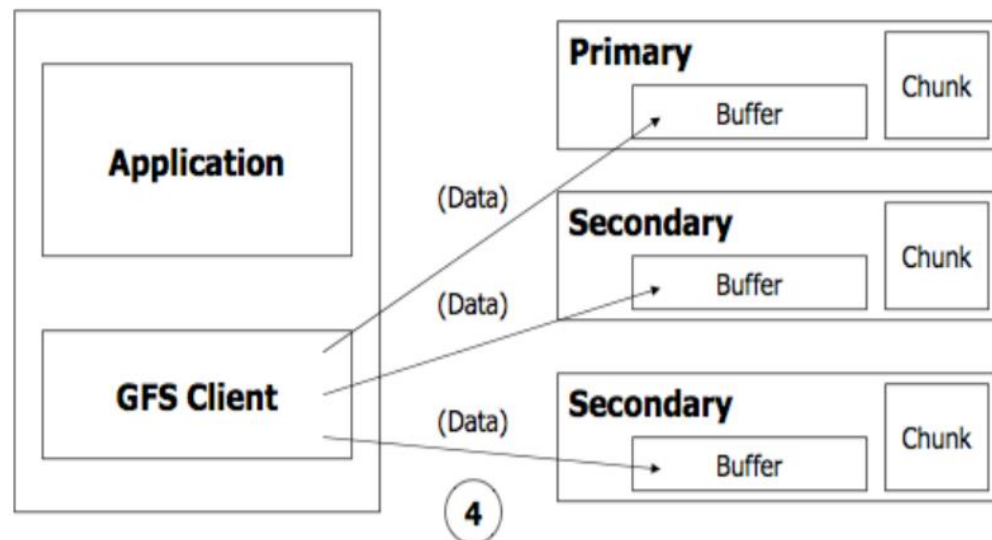 Application
GFS Client
(Data)
(Data)
(Data)
4
Primary
Buffer
Chunk
Secondary
Buffer
Chunk
Secondary
Buffer
Chunk